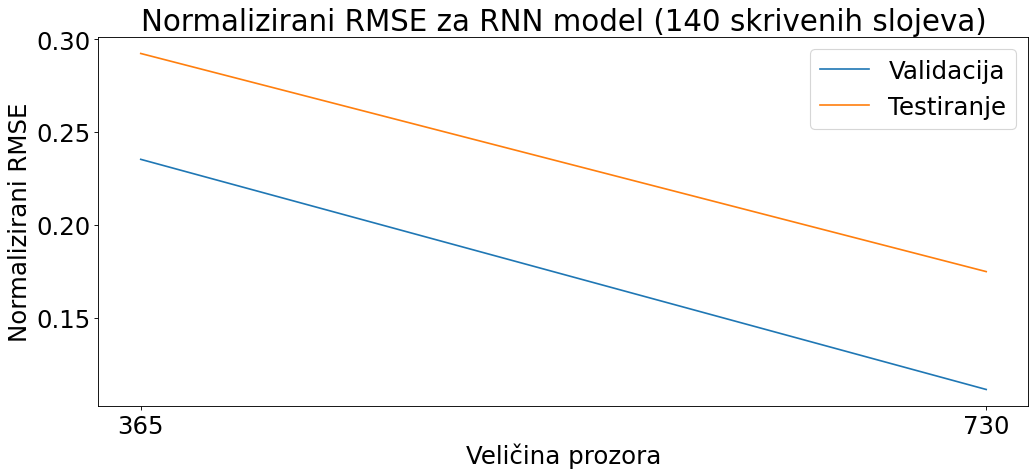 Normalizirani RMSE za RNN model (140 skrivenih slojeva)
Normalizirani RMSE
0.30
0.25
0.20
0.15
Validacija
Testiranje
365
730
Veličina prozora